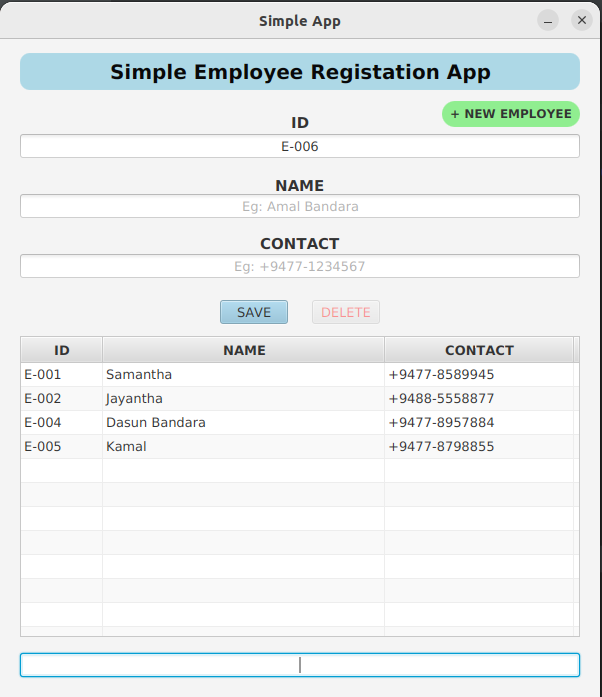 Simple App
Simple Employee Registation App
+ NEW EMPLOYEE
ID
E-006
NAME
Eg: Amal Bandara
CONTACT
Eg: +9477-1234567
SAVE DELETE
ID NAME CONTACT
E-001 Samantha +9477-8589945
E-002 Jayantha +9488-5558877
E-004 Dasun Bandara +9477-8957884
E-005 Kamal +9477-8798855